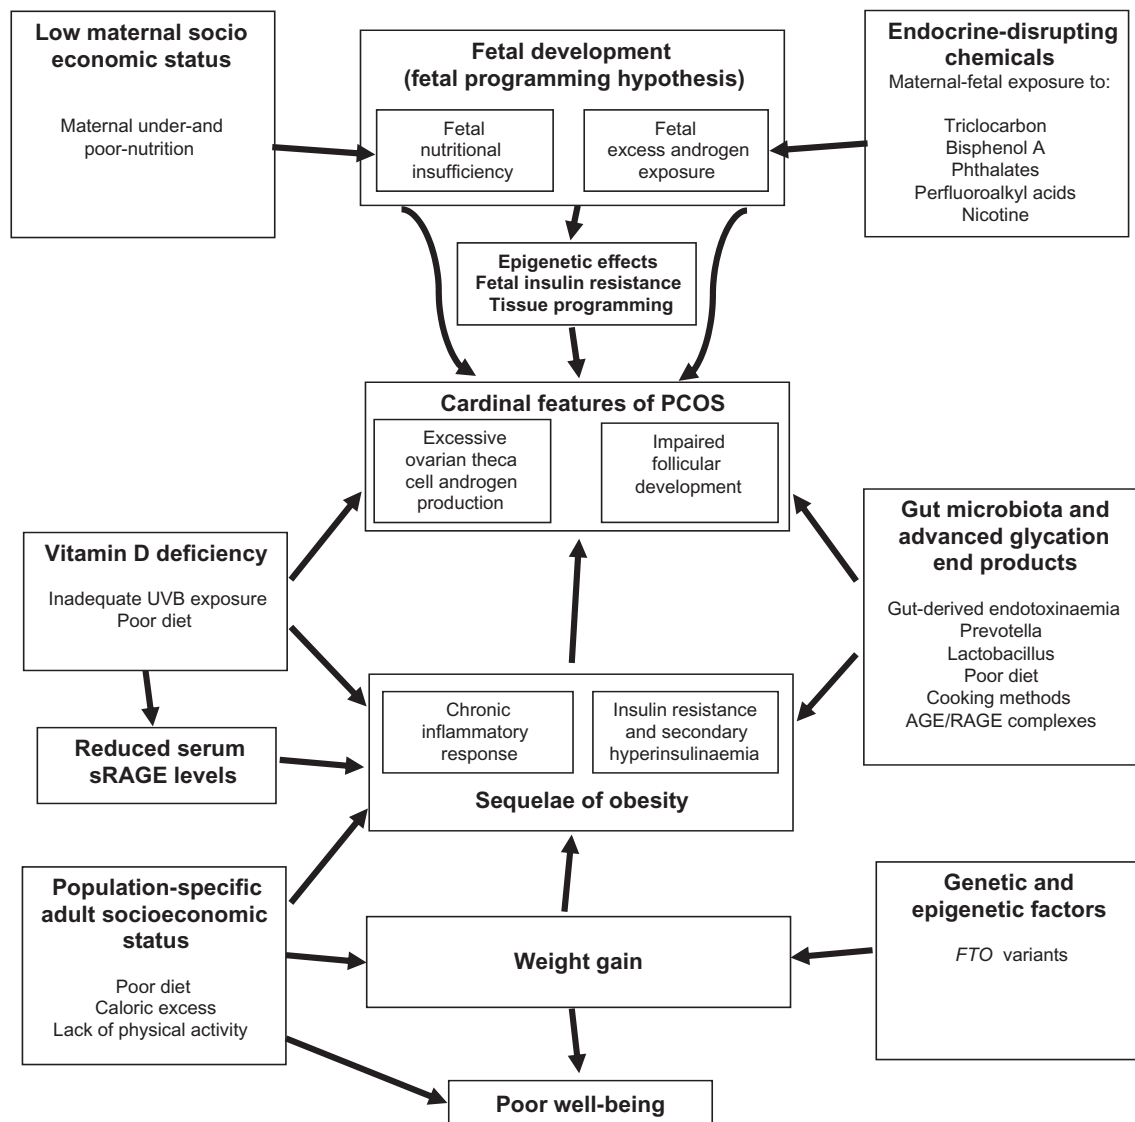 Low maternal socio
economic status
Maternal under-and
poor-nutrition
Fetal development
(fetal programming hypothesis)
Fetal
nutritional
insufficiency
Fetal
excess androgen
exposure
Endocrine-disrupting
chemicals
Maternal-fetal exposure to:
Triclocarbon
Bisphenol A
Phthalates
Perfluoroalkyl acids
Nicotine
Epigenetic effects
Fetal insulin resistance
Tissue programming
Cardinal features of PCOS
Excessive
ovarian theca
cell androgen
production
Impaired
follicular
development
Vitamin D deficiency
Inadequate UVB exposure
Poor diet
Gut microbiota and
advanced glycation
end products
Gut-derived endotoxinaemia
Prevotella
Lactobacillus
Poor diet
Cooking methods
AGE/RAGE complexes
Reduced serum
sRAGE levels
Chronic
inflammatory
response
Insulin resistance
and secondary
hyperinsulinaemia
Sequelae of obesity
Population-specific
adult socioeconomic
status
Poor diet
Caloric excess
Lack of physical activity
Weight gain
Genetic and
epigenetic factors
FTO variants
Poor well-being